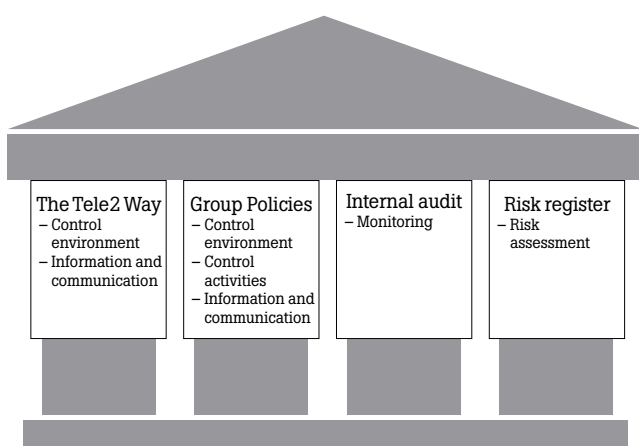 The Tele2 Way
– Control
environment
– Information and
communication
Group Policies
– Control
environment
– Control
activities
– Information and
communication
Internal audit
– Monitoring
Risk register
– Risk
assessment